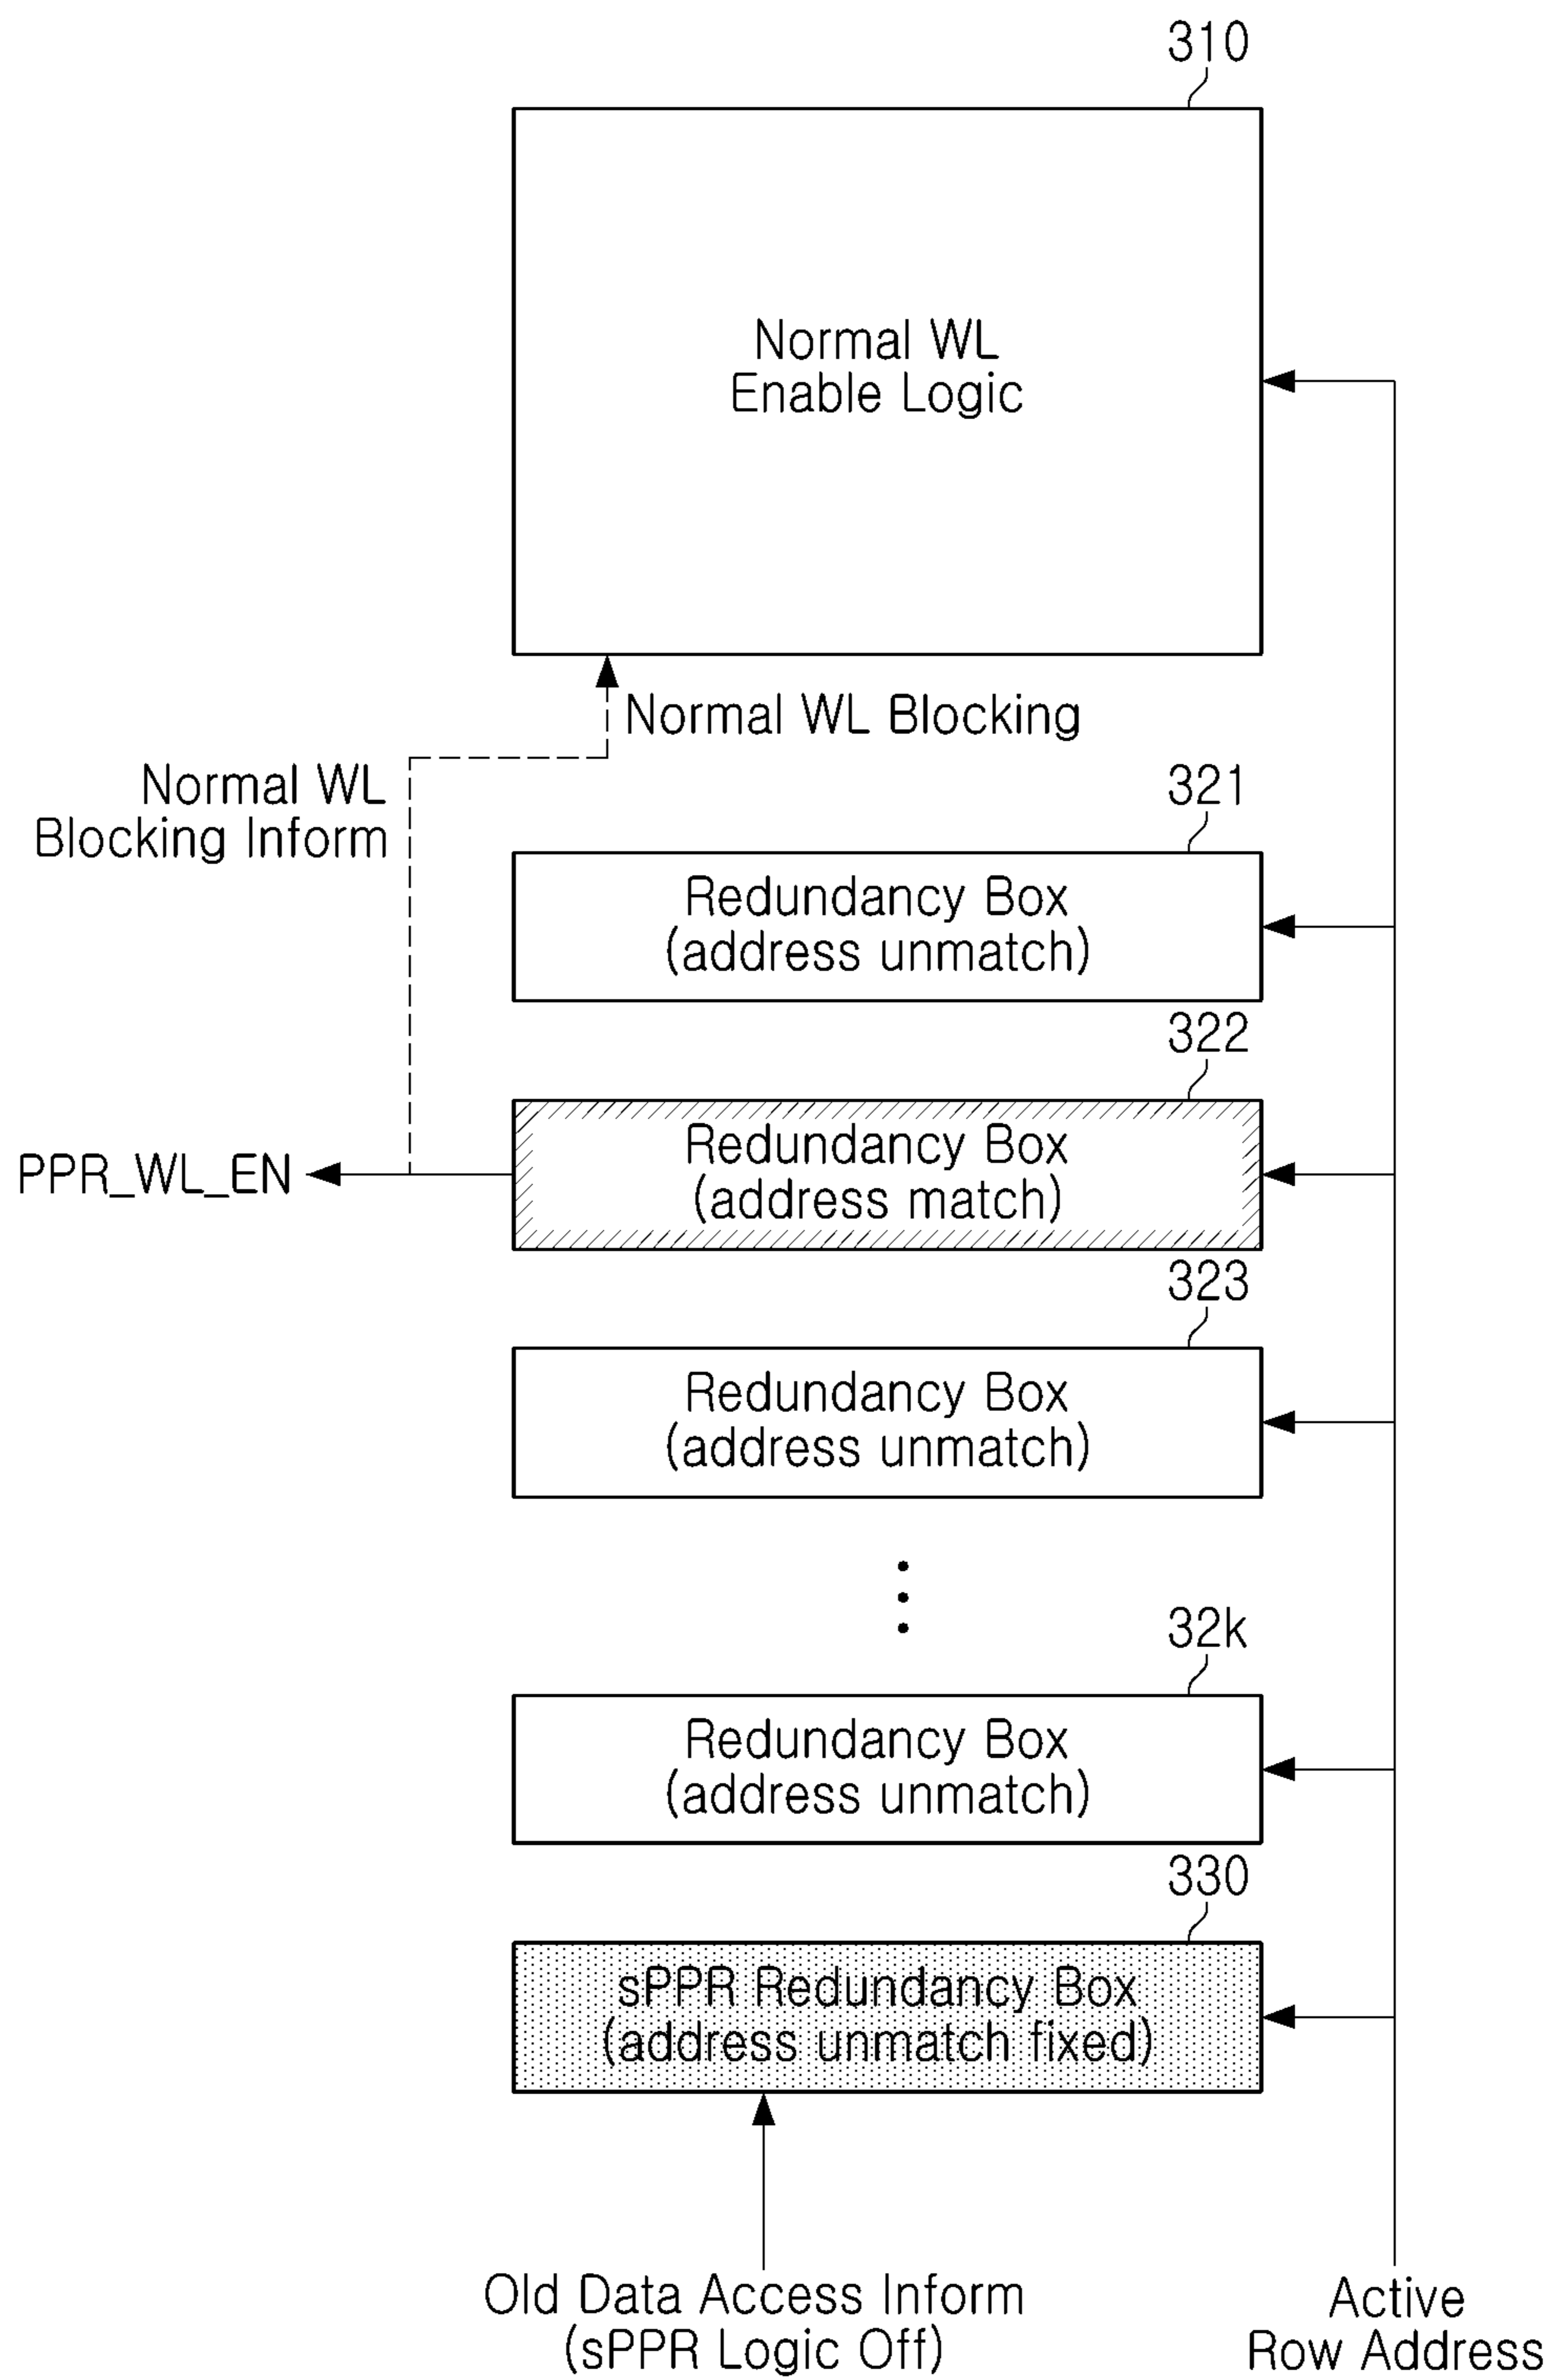 310
Normal WL
Enable Logic
Normal WL Blocking
Normal WL
Blocking Inform
321
Redundancy Box
(address unmatch)
322
PPR_WL_EN
Redundancy Box
(address match)
323
Redundancy Box
(address unmatch)
32k
Redundancy Box
(address unmatch)
330
sPPR Redundancy Box
(address unmatch fixed)
Old Data Access Inform
(sPPR Logic Off)
Active
Row Address